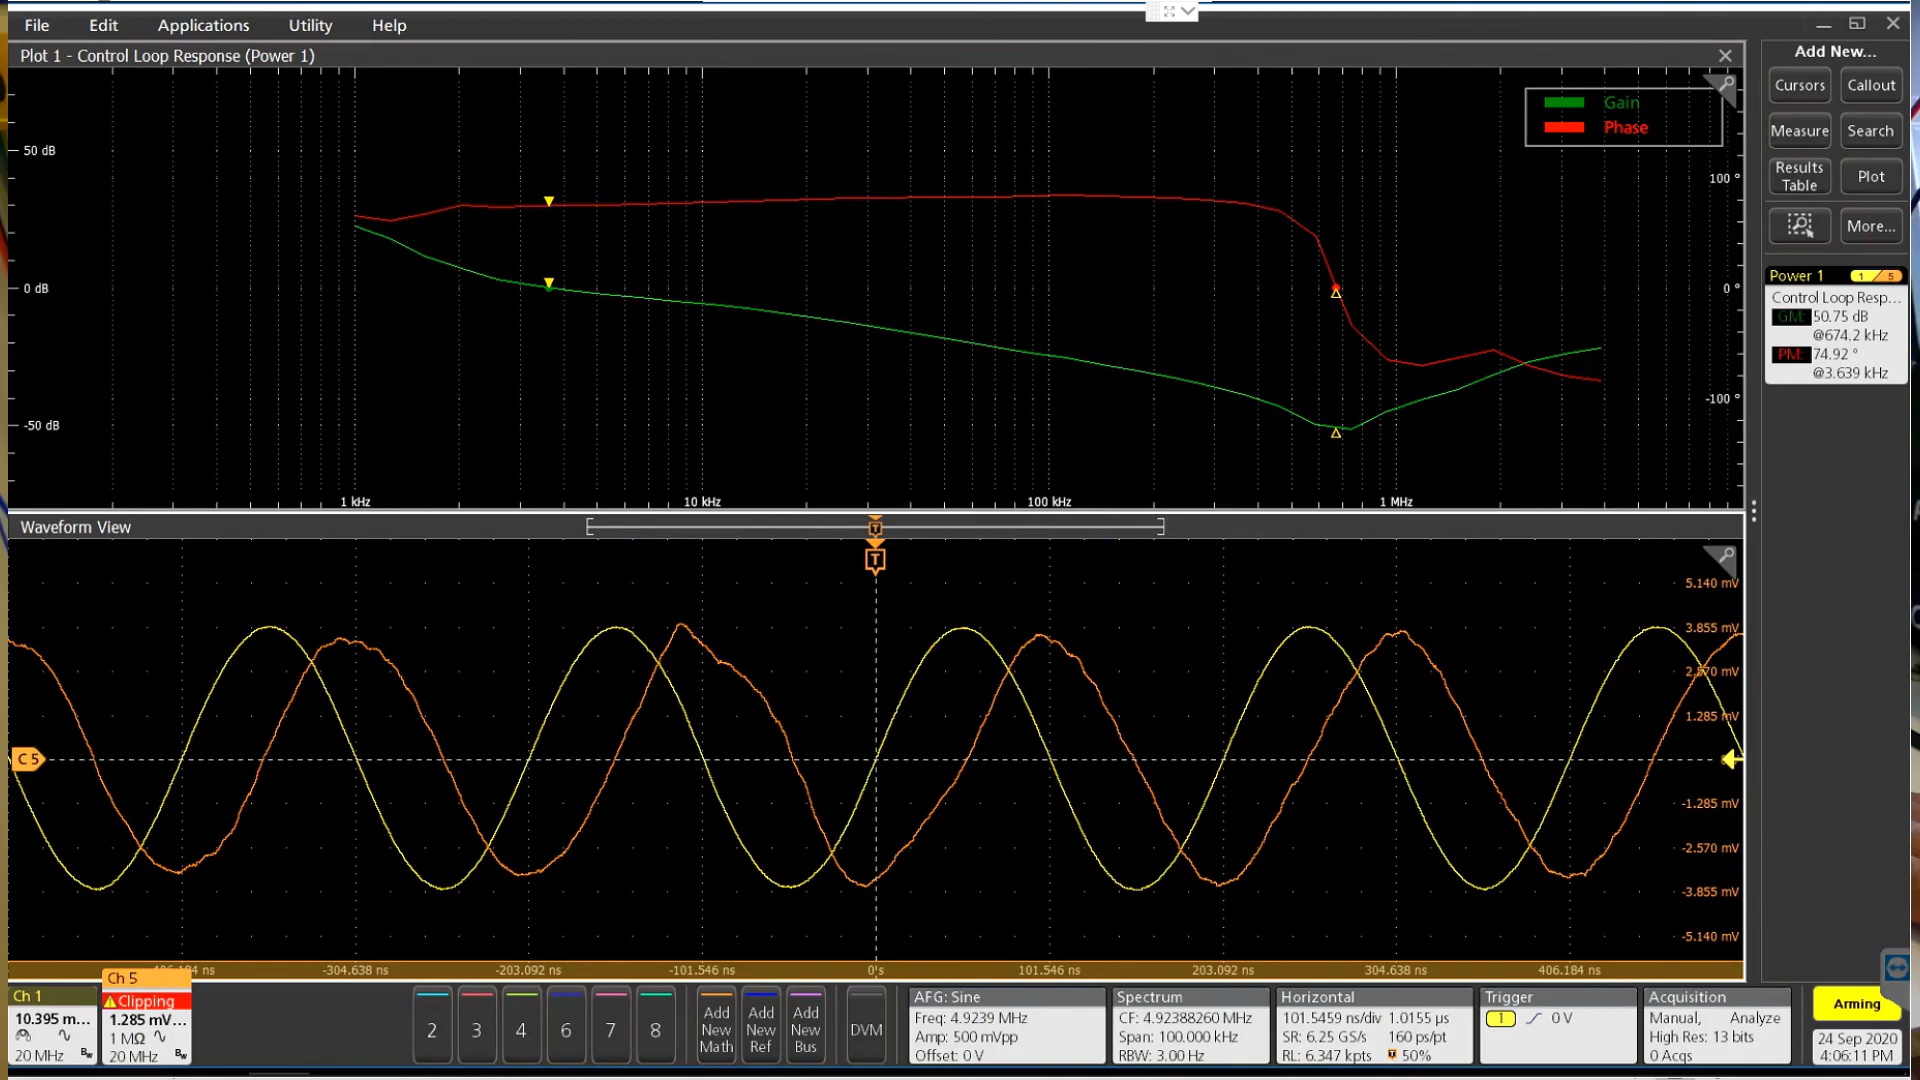 File Edit Applications Utility Help
Plot 1 - Control Loop Response (Power 1)
Gain
Phase
50 dB
0 dB
-50 dB
100 °
0 °
-100 °
1 kHz 10 kHz 100 kHz 1 MHz
Waveform View
T
T
5.140 mV
3.855 mV
2.570 mV
1.285 mV
-1.285 mV
-2.570 mV
-3.855 mV
-5.140 mV
C 5
-304.638 ns -203.092 ns -101.546 ns 0 s 101.546 ns 203.092 ns 304.638 ns 406.184 ns
Add New...
Cursors Callout
Measure Search
Results Table Plot
More...
Power 1 1 5
Control Loop Resp...
GM: 50.75 dB
@674.2 kHz
PM: 74.92 °
@3.639 kHz
Ch 1
10.395 m...
20 MHz Bw
Ch 5
Clipping
1.285 mV...
1 MΩ
20 MHz Bw
2 3 4 6 7 8
Add New Math
Add New Ref
Add New Bus
DVM
AFG: Sine
Freq: 4.9239 MHz
Amp: 500 mVpp
Offset: 0 V
Spectrum
CF: 4.92388260 MHz
Span: 100.000 kHz
RBW: 3.00 Hz
Horizontal
101.5459 ns/div 1.0155 µs
SR: 6.25 GS/s 160 ps/pt
RL: 6.347 kpts T 50%
Trigger
1 0 V
Acquisition
Manual, Analyze
High Res: 13 bits
0 Acqs
Arming
24 Sep 2020
4:06:11 PM